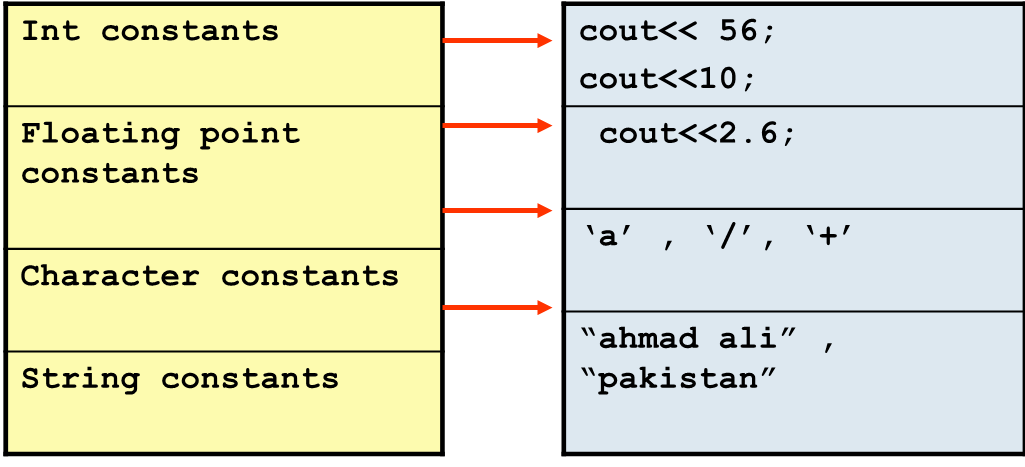 Int constants
cout<< 56;
cout<<10;
Floating point
constants
cout<<2.6;
Character constants
‘a’ , ‘/’, ‘+’
String constants
“ahmad ali” ,
“pakistan”